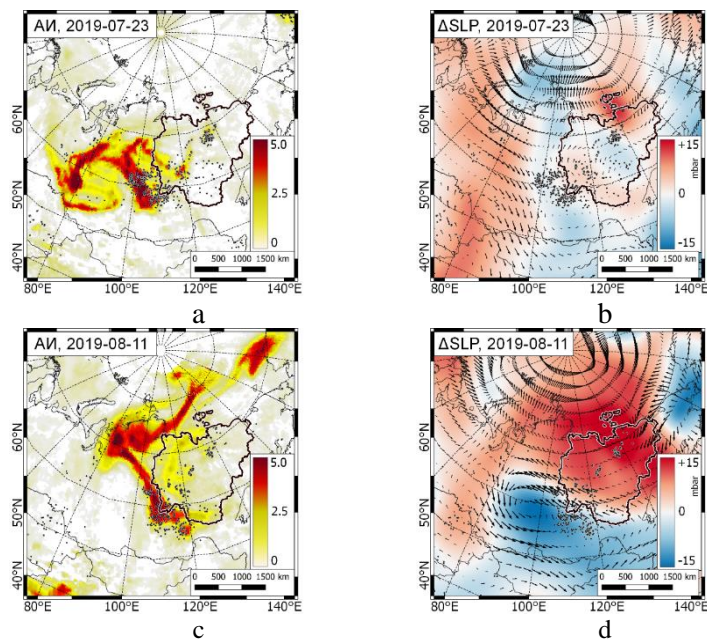 АИ, 2019-07-23
60°N
50°N
40°N
80°E
100°E
120°E
140°E
5.0
2.5
0
0 500 1000 1500 km
a
ΔSLP, 2019-07-23
60°N
50°N
40°N
80°E
100°E
120°E
140°E
+15
mbar
0
-15
0 500 1000 1500 km
b
АИ, 2019-08-11
60°N
50°N
40°N
80°E
100°E
120°E
140°E
5.0
2.5
0
0 500 1000 1500 km
c
ΔSLP, 2019-08-11
60°N
50°N
40°N
80°E
100°E
120°E
140°E
+15
mbar
0
-15
0 500 1000 1500 km
d